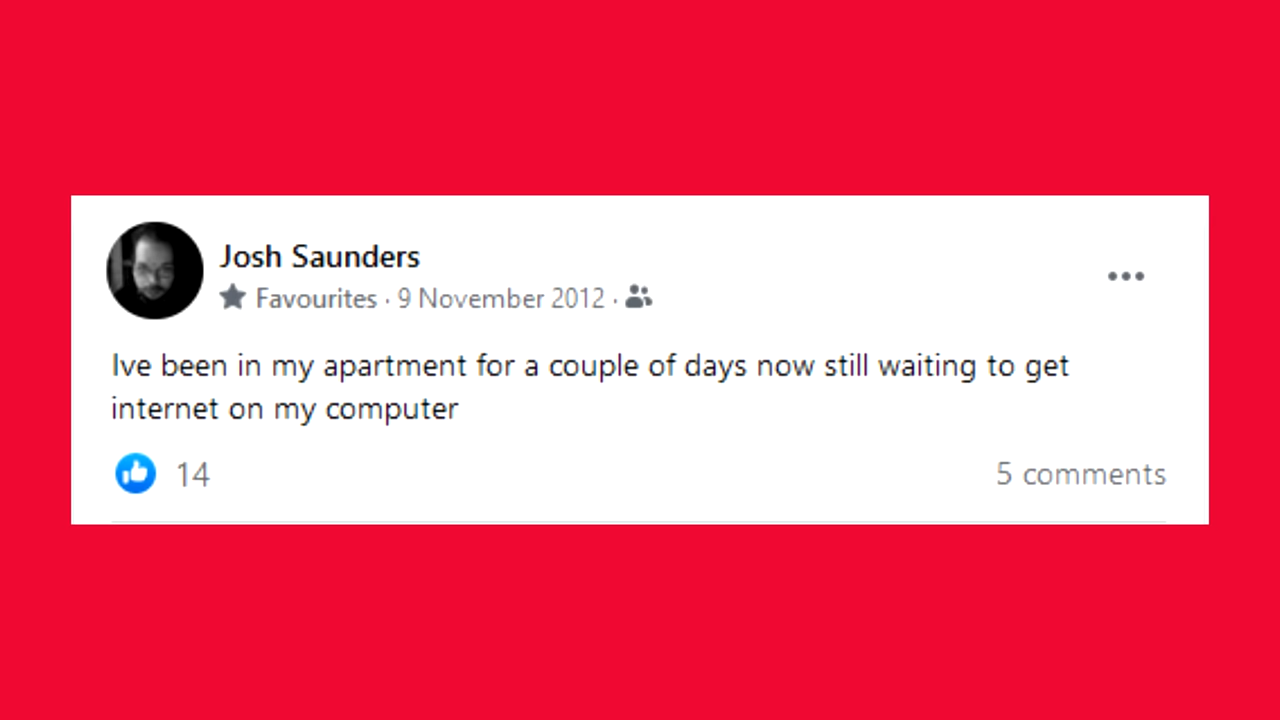 Josh Saunders
Favourites · 9 November 2012 ·
Ive been in my apartment for a couple of days now still waiting to get
internet on my computer
14
5 comments